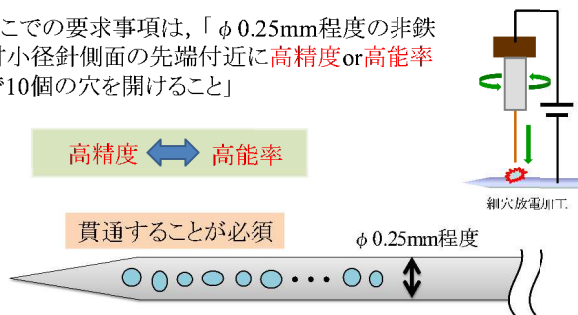 こでの要求事項は,「φ0.25mm程度の非鉄
小径針側面の先端付近に高精度or高能率
10個の穴を開けること」
高精度 高能率
細穴放電加工
貫通することが必須
φ0.25mm程度